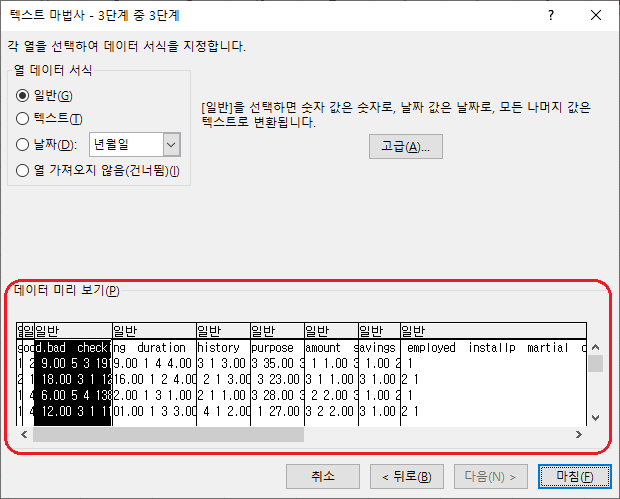 텍스트 마법사 - 3단계 중 3단계
각 열을 선택하여 데이터 서식을 지정합니다.
열 데이터 서식
일반(G)
텍스트(T)
날짜(D): 년월일
열 가져오지 않음(건너뜀)(I)
[일반]을 선택하면 숫자 값은 숫자로, 날짜 값은 날짜로, 모든 나머지 값은
텍스트로 변환됩니다.
고급(A)...
데이터 미리 보기(P)
일반 일반 일반 일반 일반 일반 일반
good.bad checking duration history purpose amount savings employed installp martial
1 2 9.00 5 3 1919.00 1 4 4.00 3 1 3.00 3 35.00 3 1 1.00 3 1.00 2 1
2 1 18.00 3 1 1216.00 1 2 4.00 2 1 3.00 3 23.00 3 1 1.00 3 1.00 2 1
1 4 6.00 5 4 1382.00 1 3 1.00 2 1 1.00 3 28.00 3 2 2.00 3 1.00 2 1
1 4 12.00 3 1 1101.00 1 3 3.00 4 1 2.00 1 27.00 3 2 2.00 3 1.00 2 1
취소
< 뒤로(B)
다음(N) >
마침(F)